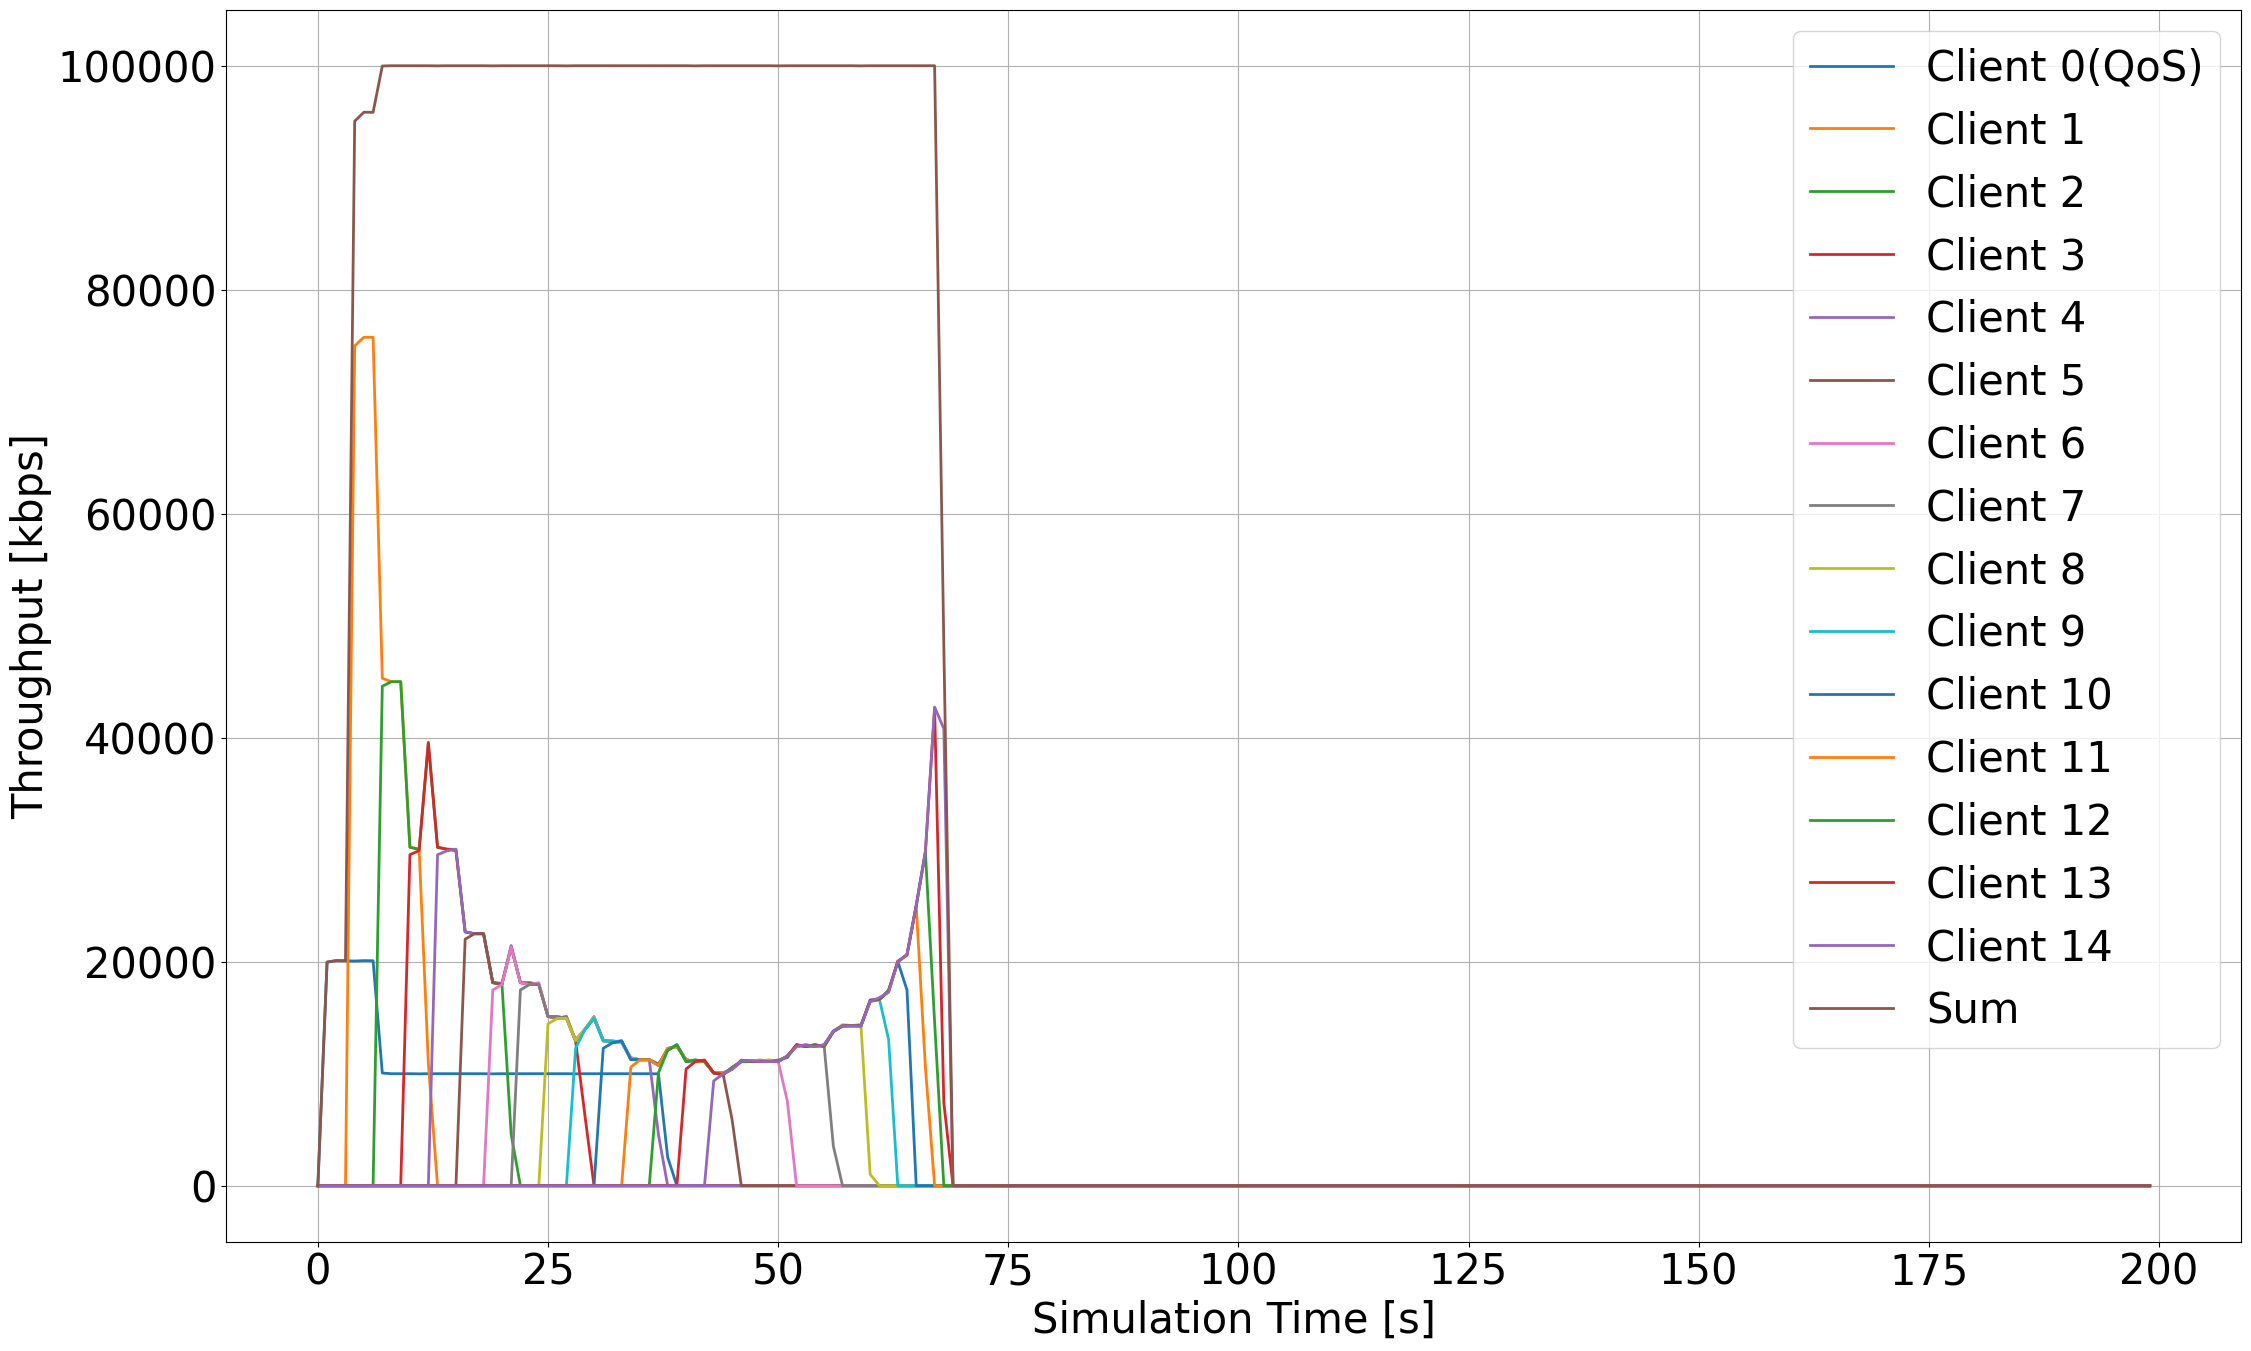 Throughput [kbps]
100000
80000
60000
40000
20000
0
0 25 50 75 100 125 150 175 200
Simulation Time [s]
Client 0(QoS)
Client 1
Client 2
Client 3
Client 4
Client 5
Client 6
Client 7
Client 8
Client 9
Client 10
Client 11
Client 12
Client 13
Client 14
Sum